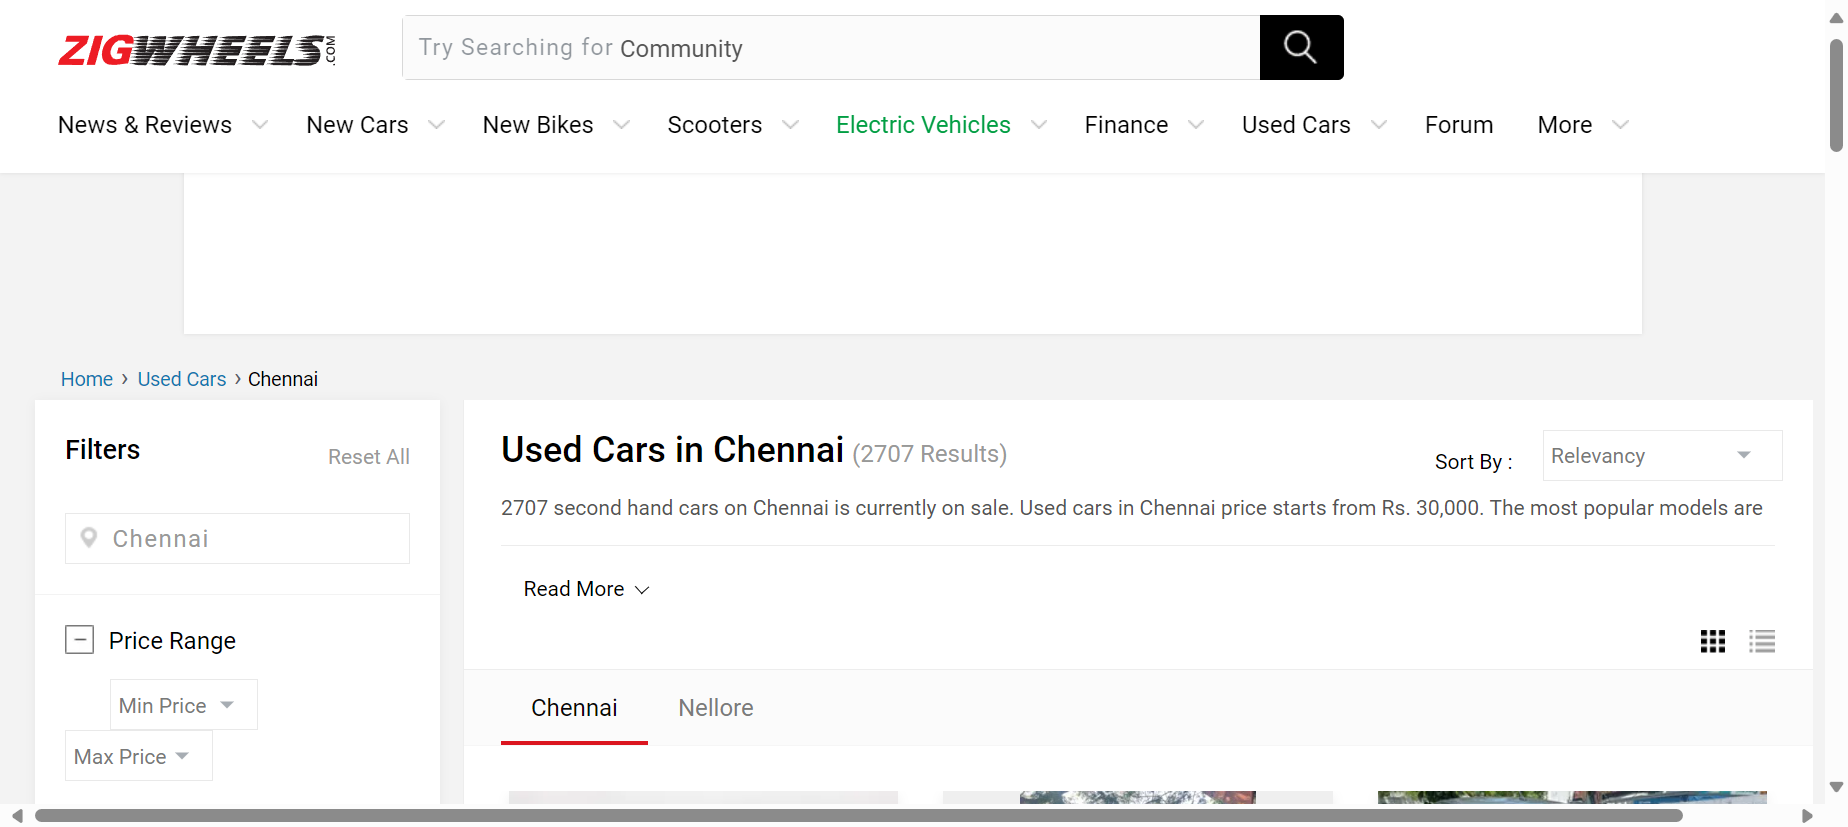 ZIGWHEELS.COM
Try Searching for Community
News & Reviews New Cars New Bikes Scooters Electric Vehicles Finance Used Cars Forum More
Home › Used Cars › Chennai
Filters
Reset All
Chennai
Price Range
Min Price
Max Price
Used Cars in Chennai (2707 Results)
Sort By :
Relevancy
2707 second hand cars on Chennai is currently on sale. Used cars in Chennai price starts from Rs. 30,000. The most popular models are
Read More
Chennai Nellore